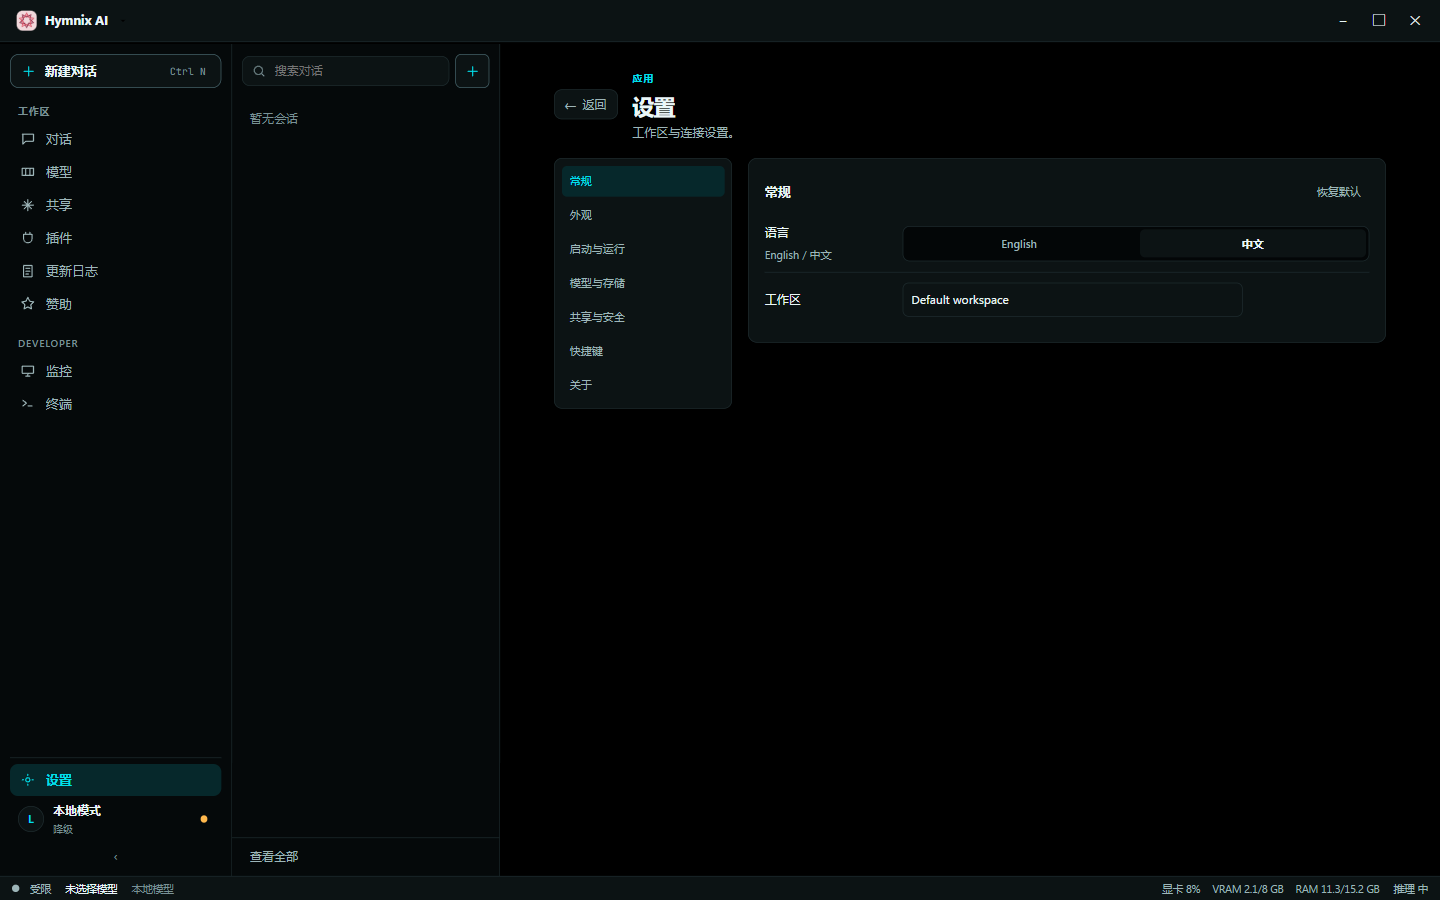 Hymnix AI
新建对话 Ctrl N
工作区
对话
模型
共享
插件
更新日志
赞助
DEVELOPER
监控
终端
设置
L
本地模式
降级
搜索对话
暂无会话
查看全部
应用
← 返回
设置
工作区与连接设置。
常规
外观
启动与运行
模型与存储
共享与安全
快捷键
关于
常规
恢复默认
语言
English / 中文
English
中文
工作区
Default workspace
受限 未选择模型 本地模型
显卡 8% VRAM 2.1/8 GB RAM 11.3/15.2 GB 推理 中